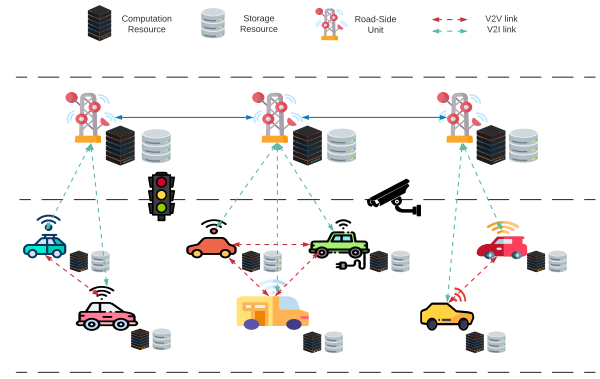 Computation
Resource
Storage
Resource
Road-Side
Unit
V2V link
V2I link